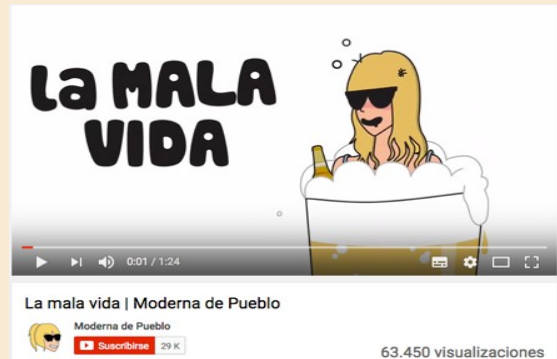 La MALA
VIDA
0:01 / 1:24
La mala vida | Moderna de Pueblo
Moderna de Pueblo
Suscribirse 29 K
63.450 visualizaciones